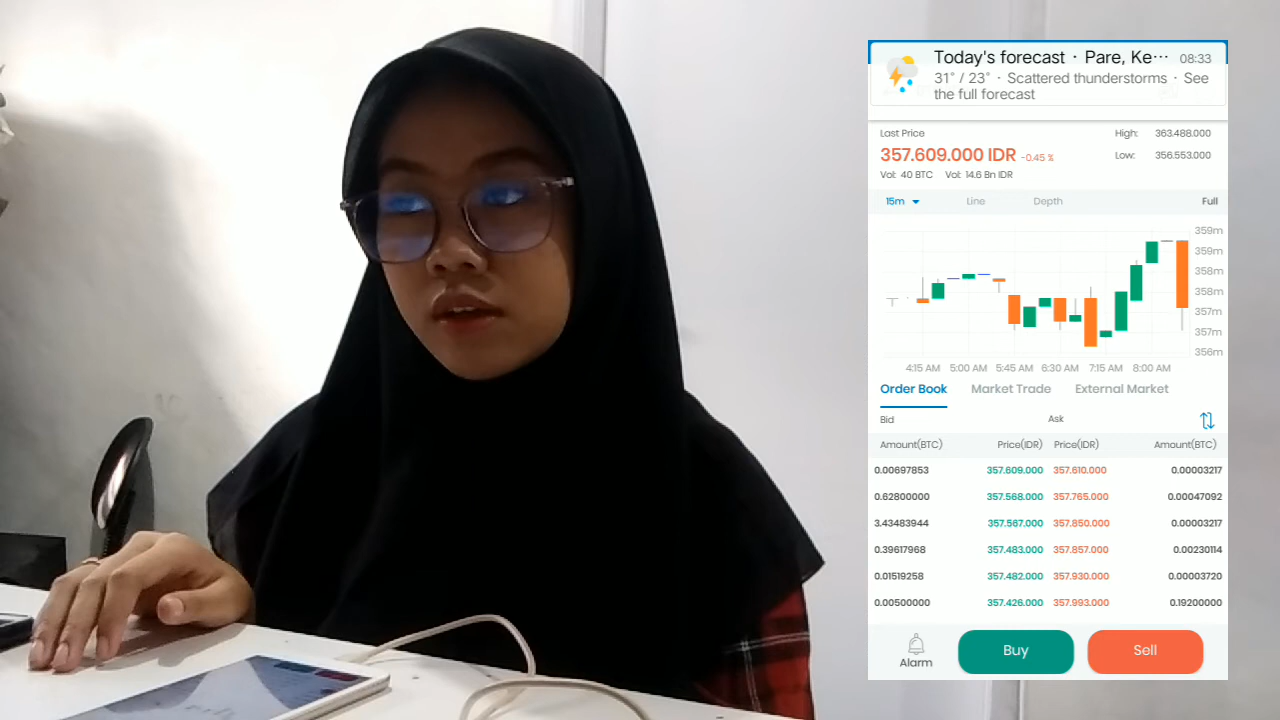 Today's forecast · Pare, Ke··· 08:33
31° / 23° · Scattered thunderstorms · See
the full forecast
Last Price High: 363.488.000
357.609.000 IDR -0.45 % Low: 356.553.000
Vol: 40 BTC Vol: 14.6 Bn IDR
15m Line Depth Full
359m
359m
358m
358m
357m
357m
356m
4:15 AM 5:00 AM 5:45 AM 6:30 AM 7:15 AM 8:00 AM
Order Book Market Trade External Market
Bid Ask
Amount(BTC) Price(IDR) Price(IDR) Amount(BTC)
0.00697853 357.609.000 357.610.000 0.00003217
0.62800000 357.568.000 357.765.000 0.00047092
3.43483944 357.567.000 357.850.000 0.00003217
0.39617968 357.483.000 357.857.000 0.00230114
0.01519258 357.482.000 357.930.000 0.00003720
0.00500000 357.426.000 357.993.000 0.19200000
Alarm Buy Sell